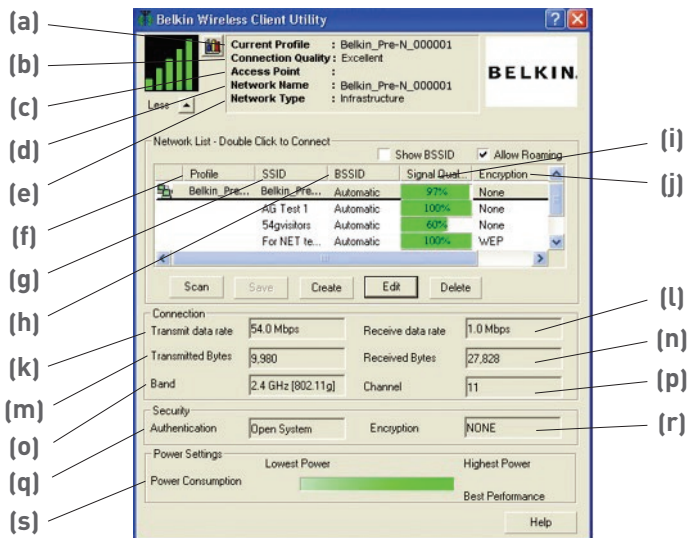 Belkin Wireless Client Utility
(a)
Current Profile : Belkin_Pre-N_000001
(b)
Connection Quality : Excellent
(c)
Access Point :
(d)
Network Name : Belkin_Pre-N_000001
(e)
Network Type : Infrastructure
BELKIN.
Less
Network List - Double Click to Connect
Show BSSID Allow Roaming
(f) (g) (h) (i) (j)
Profile SSID BSSID Signal Qual... Encryption
Belkin_Pre... Belkin_Pre... Automatic 97% None
AG Test 1 Automatic 100% None
54gvisitors Automatic 60% None
For NET te... Automatic 100% WEP
Scan Save Create Edit Delete
Connection
(k) Transmit data rate 54.0 Mbps Receive data rate 1.0 Mbps (l)
(m) Transmitted Bytes 9,980 Received Bytes 27,828 (n)
(o) Band 2.4 GHz [802.11g] Channel 11 (p)
Security
(q) Authentication Open System Encryption NONE (r)
Power Settings
Lowest Power Highest Power
(s) Power Consumption
Best Performance
Help